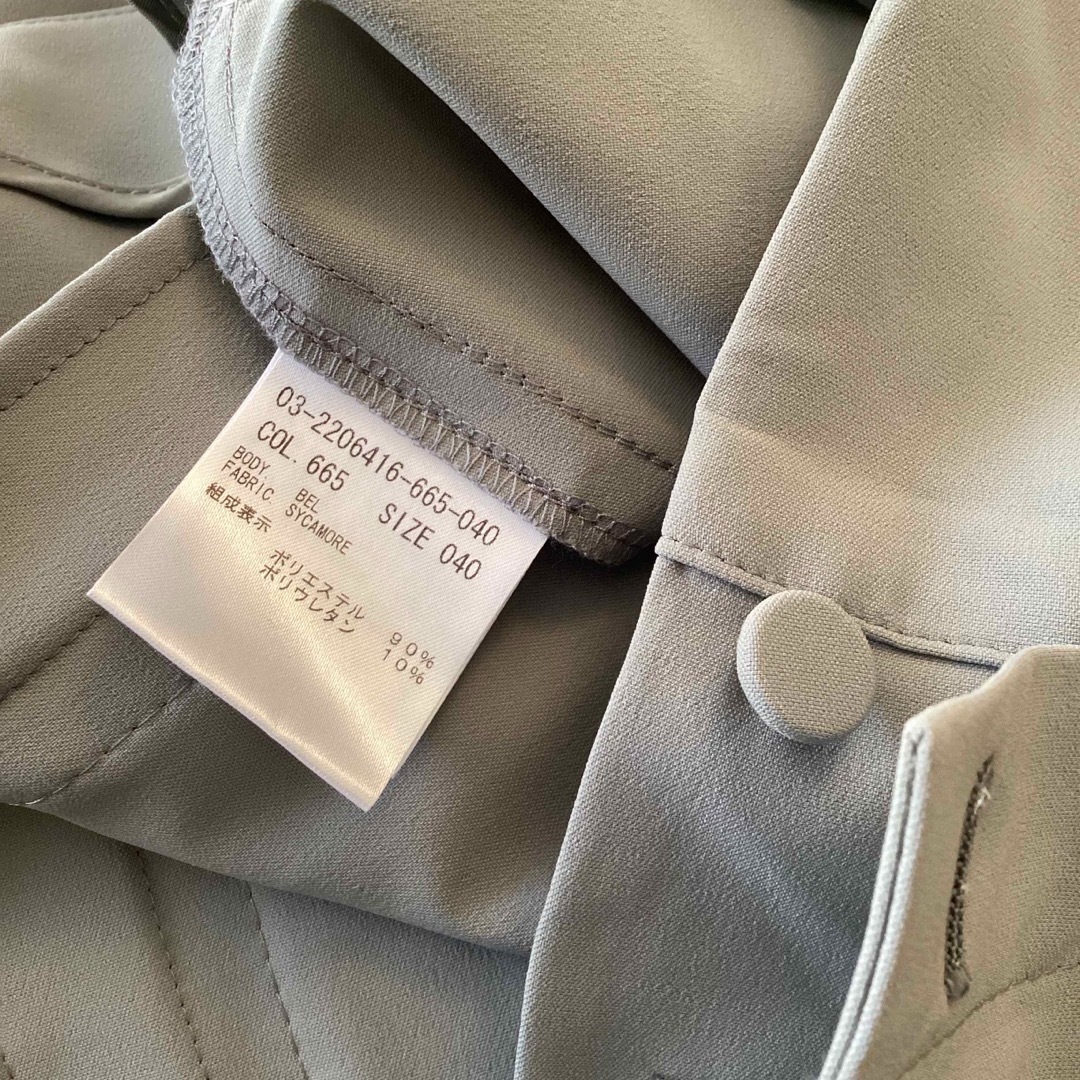 03-2206416-665-040
COL. 665 SIZE 040
BODY BEL
FABRIC. SYCAMORE
組成表示
ポリエステル 90%
ポリウレタン 10%